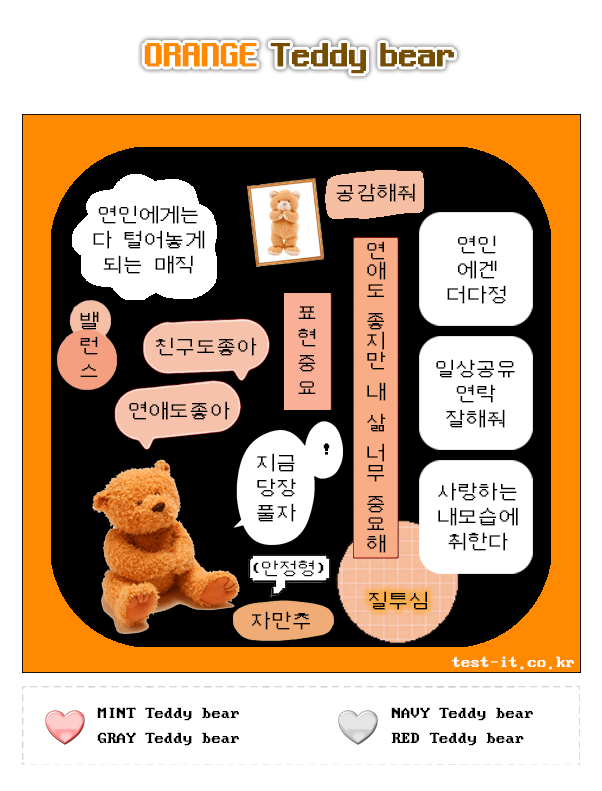 ORANGE Teddy bear
연인에게는
다 털어놓게
되는 매직
공감해줘
연인
에겐
더다정
밸
런
스
친구도좋아
표현중요
연애도 좋지만 내 삶 너무 중요해
일상공유
연락
잘해줘
연애도좋아
지금
당장
풀자
!
사랑하는
내모습에
취한다
(안정형)
자만추
질투심
test-it.co.kr
MINT Teddy bear
GRAY Teddy bear
NAVY Teddy bear
RED Teddy bear